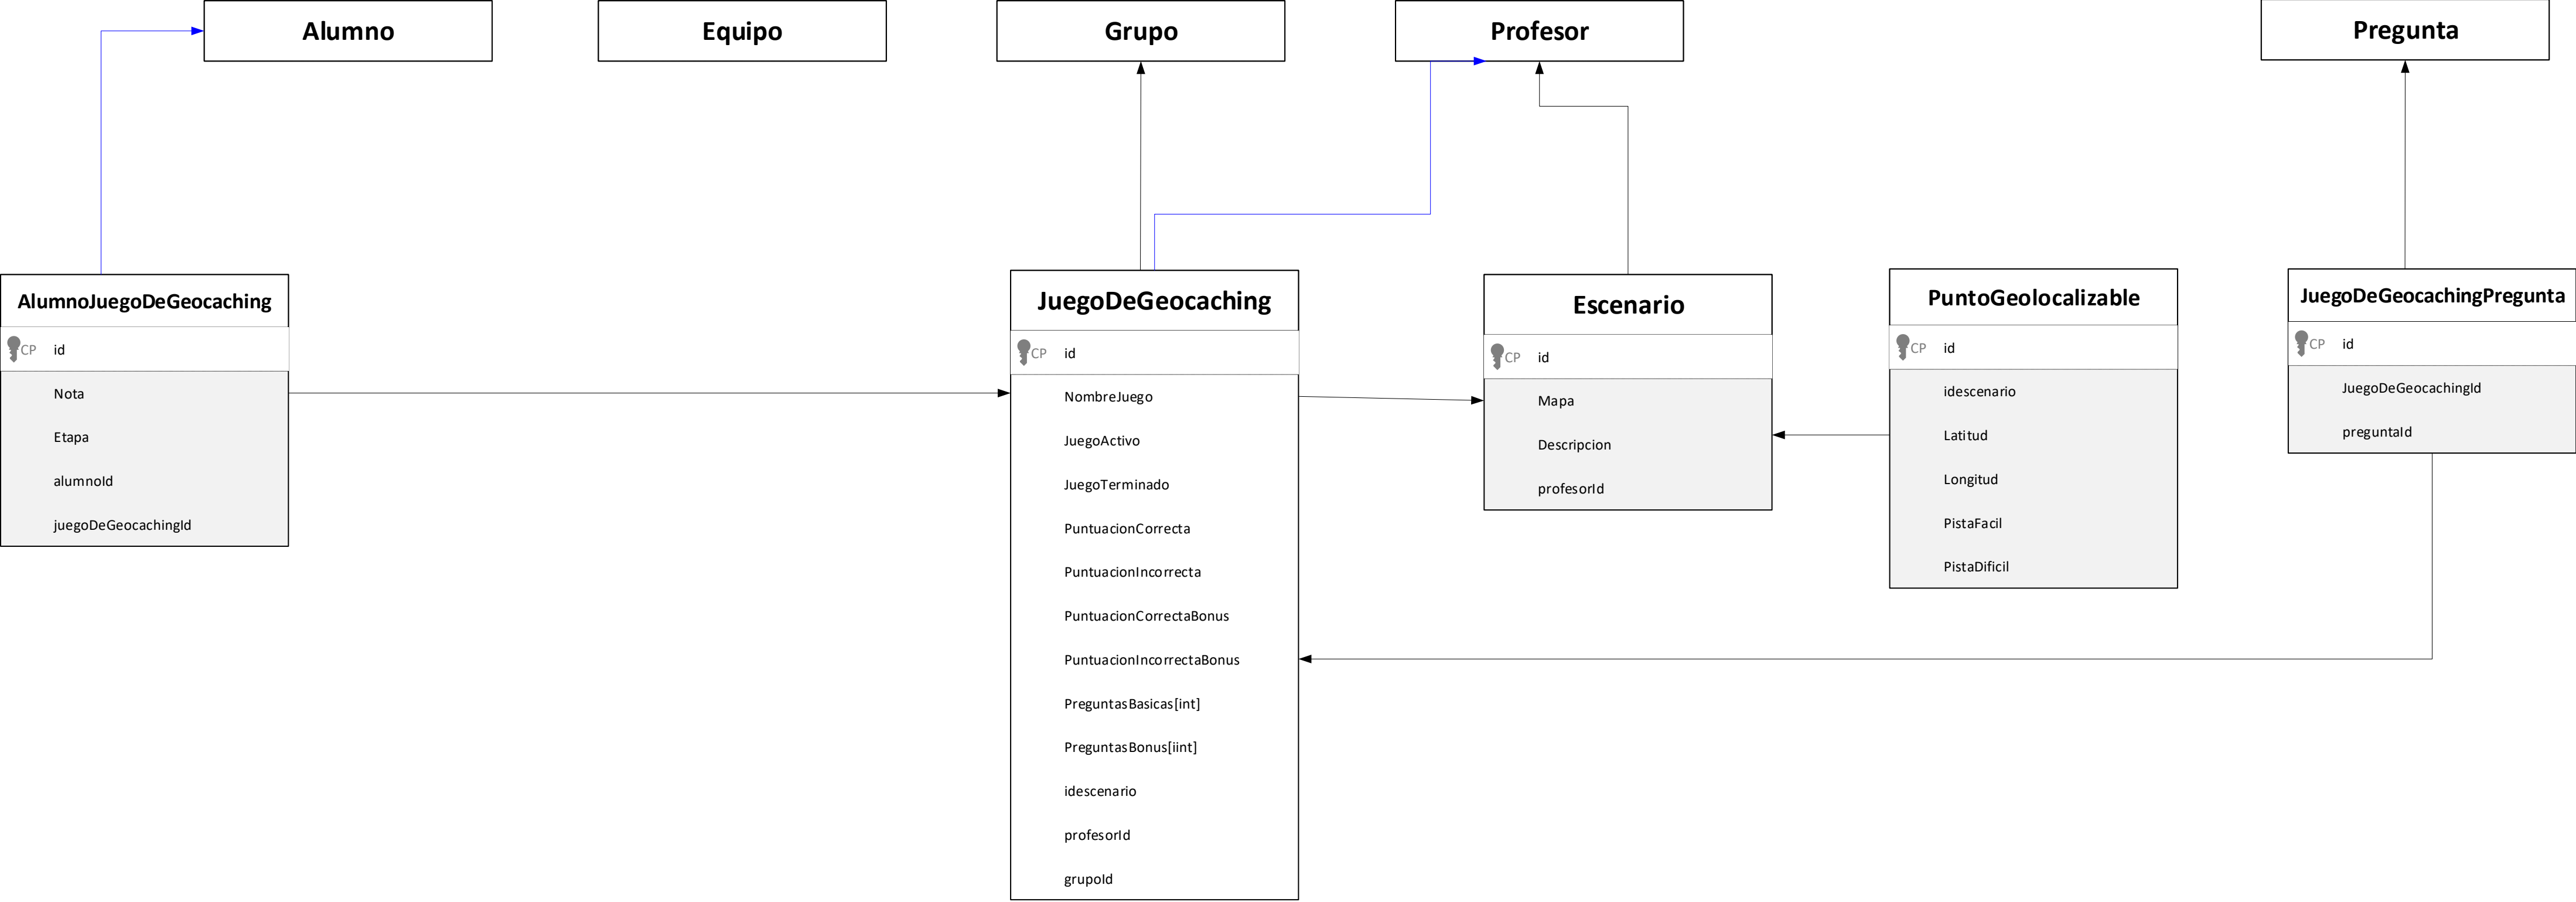 Alumno
Equipo
Grupo
Profesor
Pregunta
AlumnoJuegoDeGeocaching
CP id
Nota
Etapa
alumnoId
juegoDeGeocachingId
JuegoDeGeocaching
CP id
NombreJuego
JuegoActivo
JuegoTerminado
PuntuacionCorrecta
PuntuacionIncorrecta
PuntuacionCorrectaBonus
PuntuacionIncorrectaBonus
PreguntasBasicas[int]
PreguntasBonus[iint]
idescenario
profesorId
grupoId
Escenario
CP id
Mapa
Descripcion
profesorId
PuntoGeolocalizable
CP id
idescenario
Latitud
Longitud
PistaFacil
PistaDificil
JuegoDeGeocachingPregunta
CP id
JuegoDeGeocachingId
preguntaId